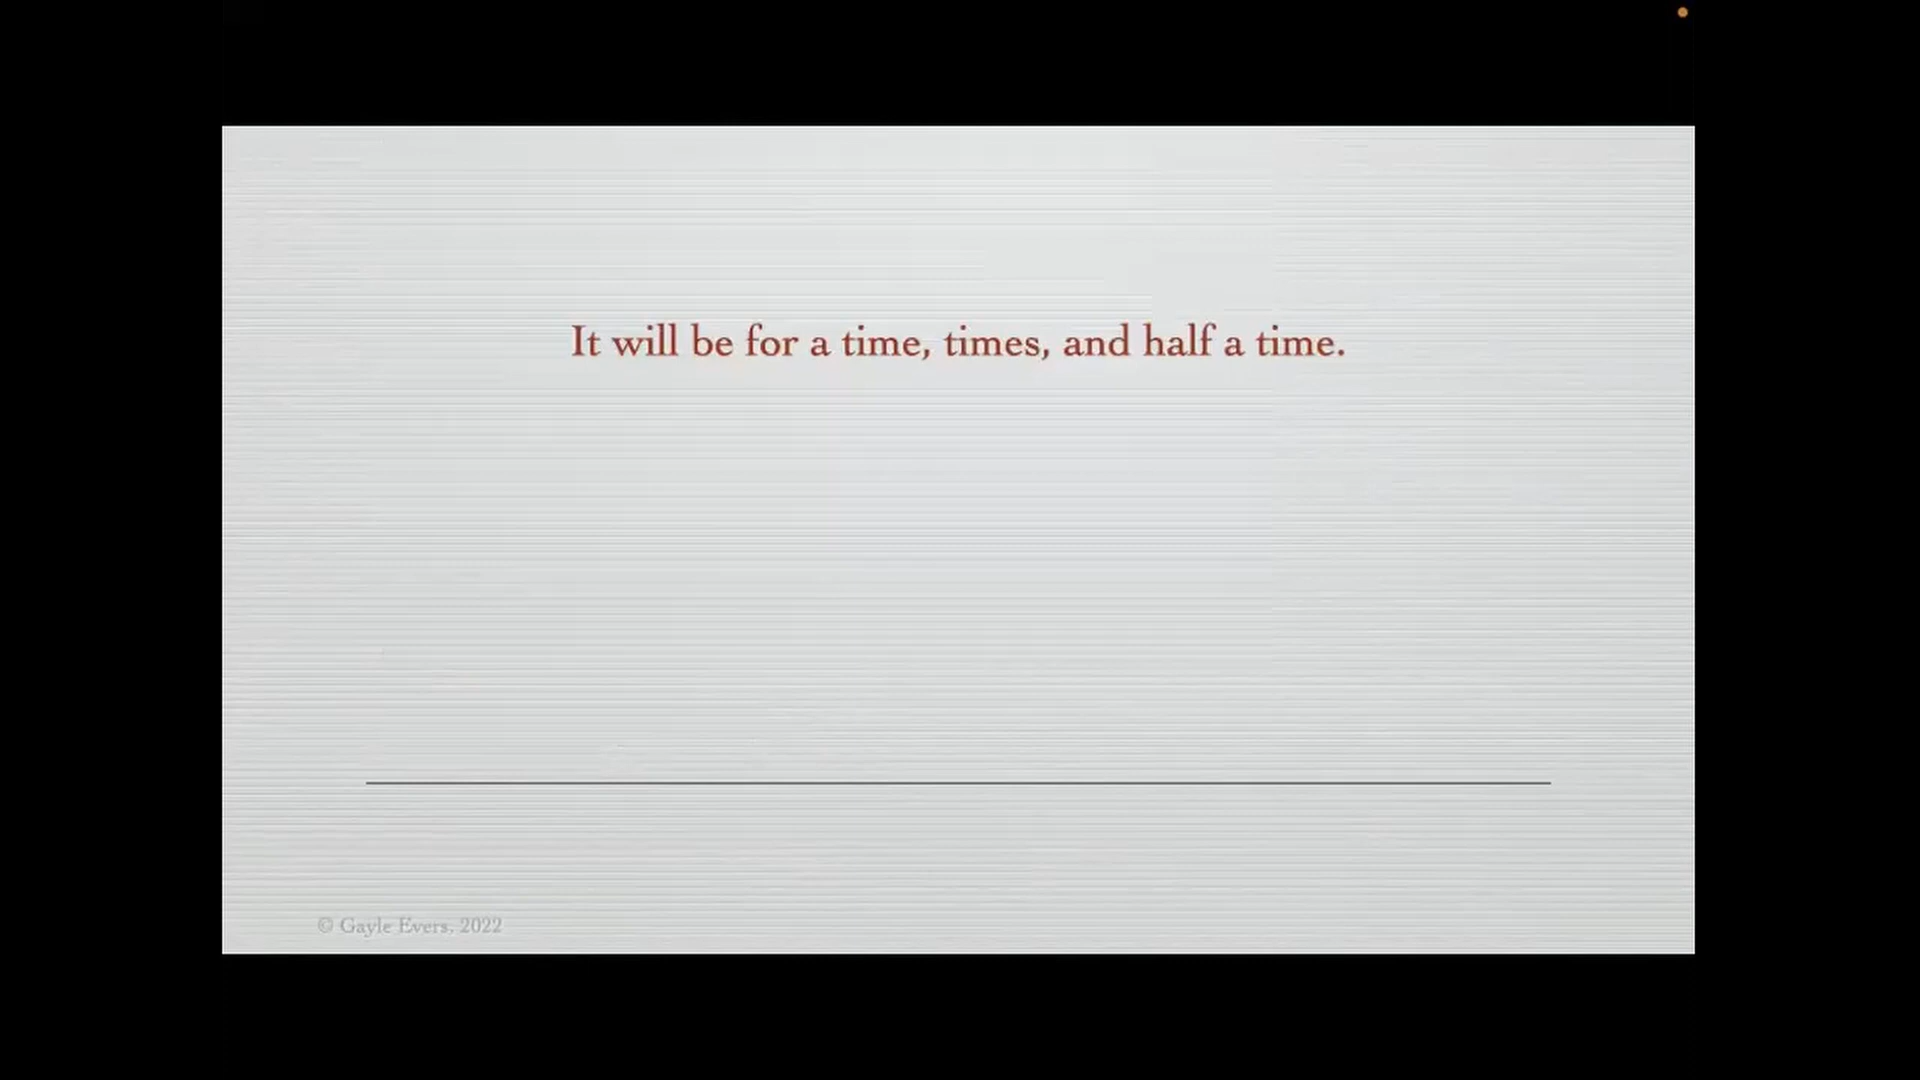 It will be for a time, times, and half a time.
© Gayle Evers, 2022